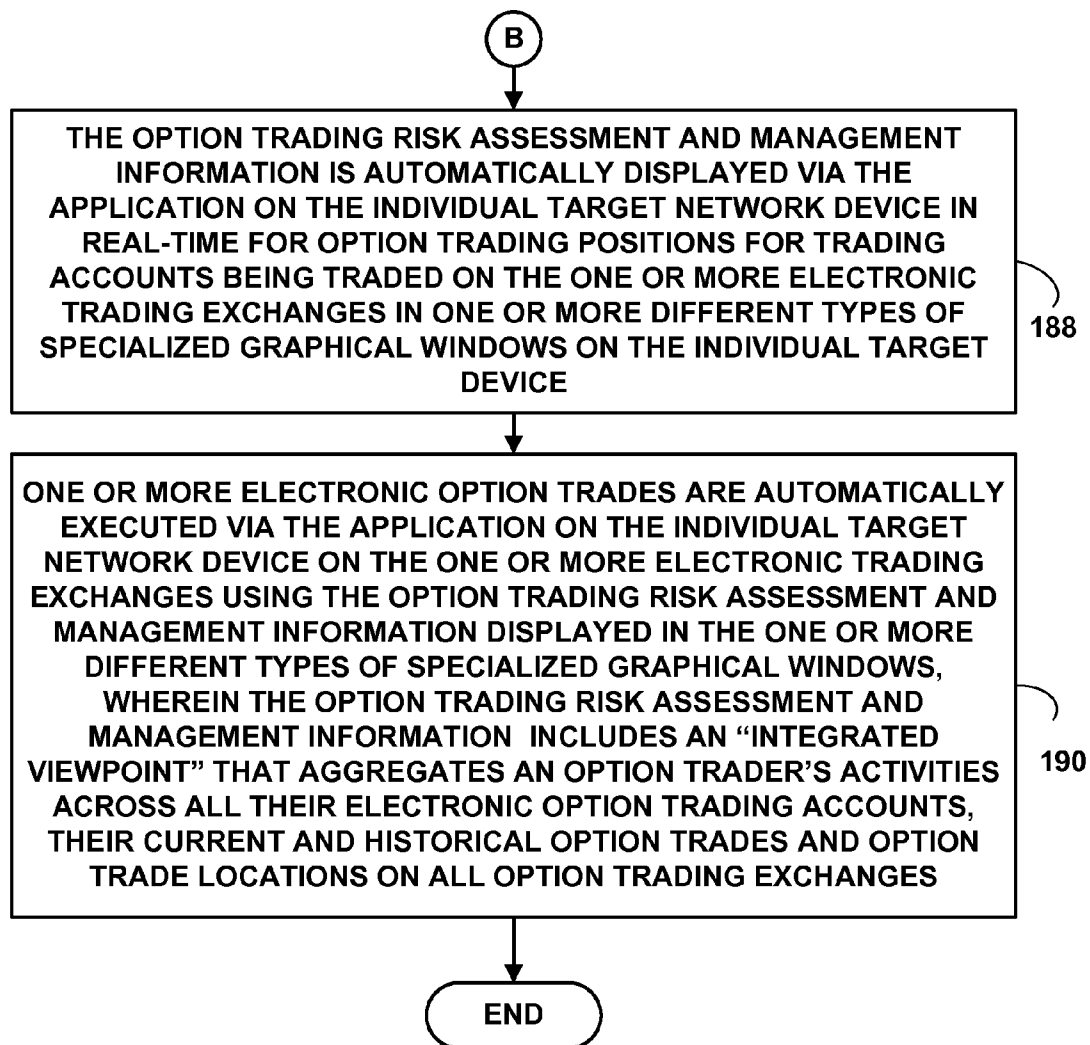 B
THE OPTION TRADING RISK ASSESSMENT AND MANAGEMENT
INFORMATION IS AUTOMATICALLY DISPLAYED VIA THE
APPLICATION ON THE INDIVIDUAL TARGET NETWORK DEVICE IN
REAL-TIME FOR OPTION TRADING POSITIONS FOR TRADING
ACCOUNTS BEING TRADED ON THE ONE OR MORE ELECTRONIC
TRADING EXCHANGES IN ONE OR MORE DIFFERENT TYPES OF
SPECIALIZED GRAPHICAL WINDOWS ON THE INDIVIDUAL TARGET
DEVICE
188
ONE OR MORE ELECTRONIC OPTION TRADES ARE AUTOMATICALLY
EXECUTED VIA THE APPLICATION ON THE INDIVIDUAL TARGET
NETWORK DEVICE ON THE ONE OR MORE ELECTRONIC TRADING
EXCHANGES USING THE OPTION TRADING RISK ASSESSMENT AND
MANAGEMENT INFORMATION DISPLAYED IN THE ONE OR MORE
DIFFERENT TYPES OF SPECIALIZED GRAPHICAL WINDOWS,
WHEREIN THE OPTION TRADING RISK ASSESSMENT AND
MANAGEMENT INFORMATION INCLUDES AN “INTEGRATED
VIEWPOINT” THAT AGGREGATES AN OPTION TRADER’S ACTIVITIES
ACROSS ALL THEIR ELECTRONIC OPTION TRADING ACCOUNTS,
THEIR CURRENT AND HISTORICAL OPTION TRADES AND OPTION
TRADE LOCATIONS ON ALL OPTION TRADING EXCHANGES
190
END